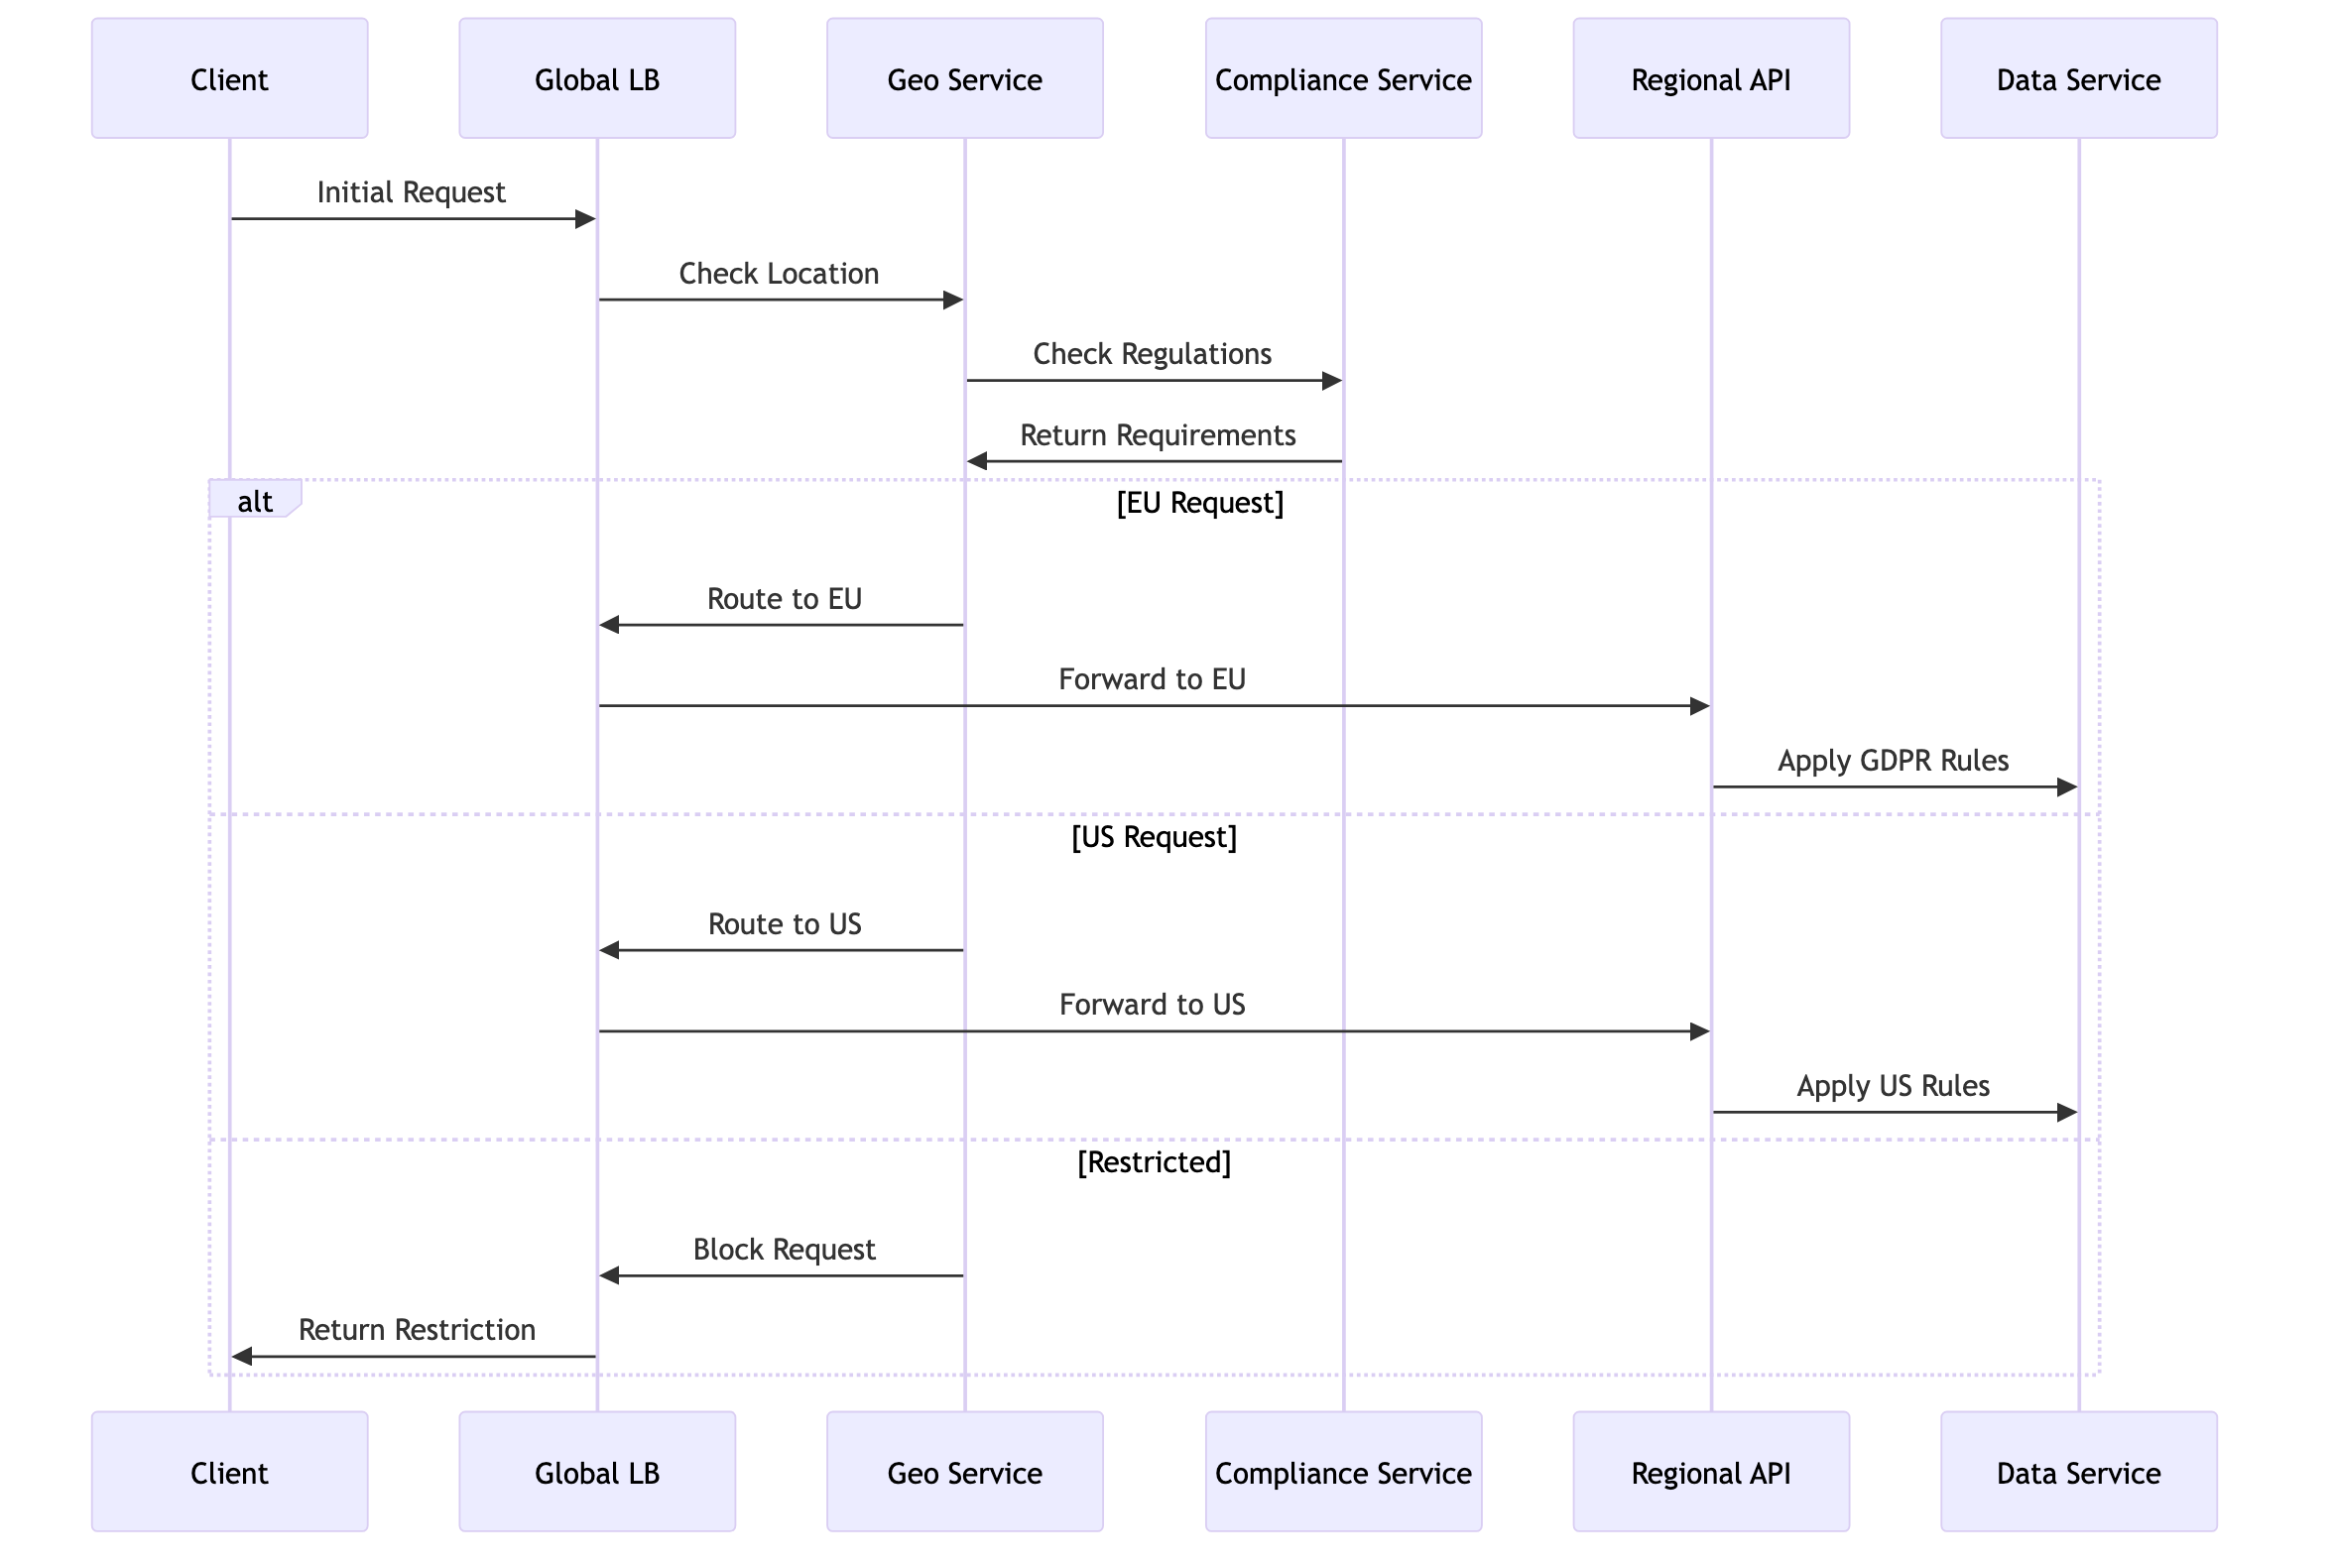 Client
Global LB
Geo Service
Compliance Service
Regional API
Data Service
Initial Request
Check Location
Check Regulations
Return Requirements
alt
[EU Request]
Route to EU
Forward to EU
Apply GDPR Rules
[US Request]
Route to US
Forward to US
Apply US Rules
[Restricted]
Block Request
Return Restriction
Client
Global LB
Geo Service
Compliance Service
Regional API
Data Service